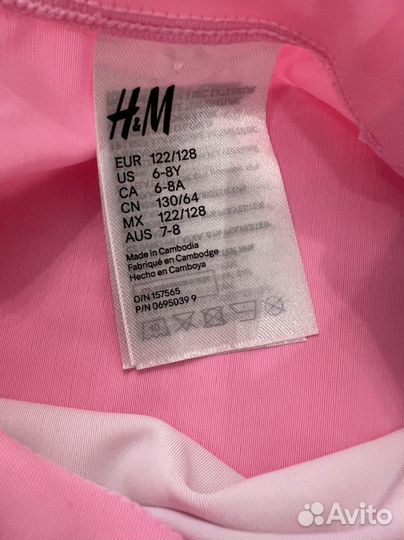 H&M
EUR 122/128
US 6-8Y
CA 6-8A
CN 130/64
MX 122/128
AUS 7-8
Made in Cambodia
Fabriqué en Cambodge
Hecho en Camboya
O/N 157565
P/N 0695039 9
Avito